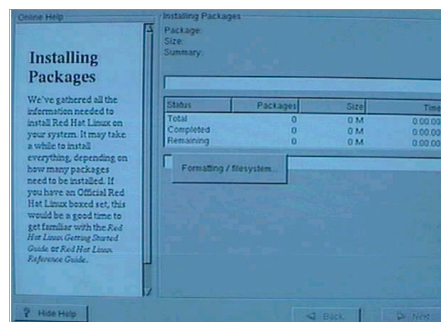 Online Help
Installing
Packages
We've gathered all the
information needed to
install Red Hat Linux on
your system. It may take
a while to install
everything, depending on
how many packages
need to be installed. If
you have an Official Red
Hat Linux boxed set, this
would be a good time to
get familiar with the Red
Hat Linux Getting Started
Guide or Red Hat Linux
Reference Guide.
Hide Help
Installing Packages
Package:
Size:
Summary:
Status Packages Size Time
Total 0 0 M 0:00.00
Completed 0 0 M 0:00.00
Remaining 0 0 M 0:00.00
Formatting / filesystem...
Back
Next